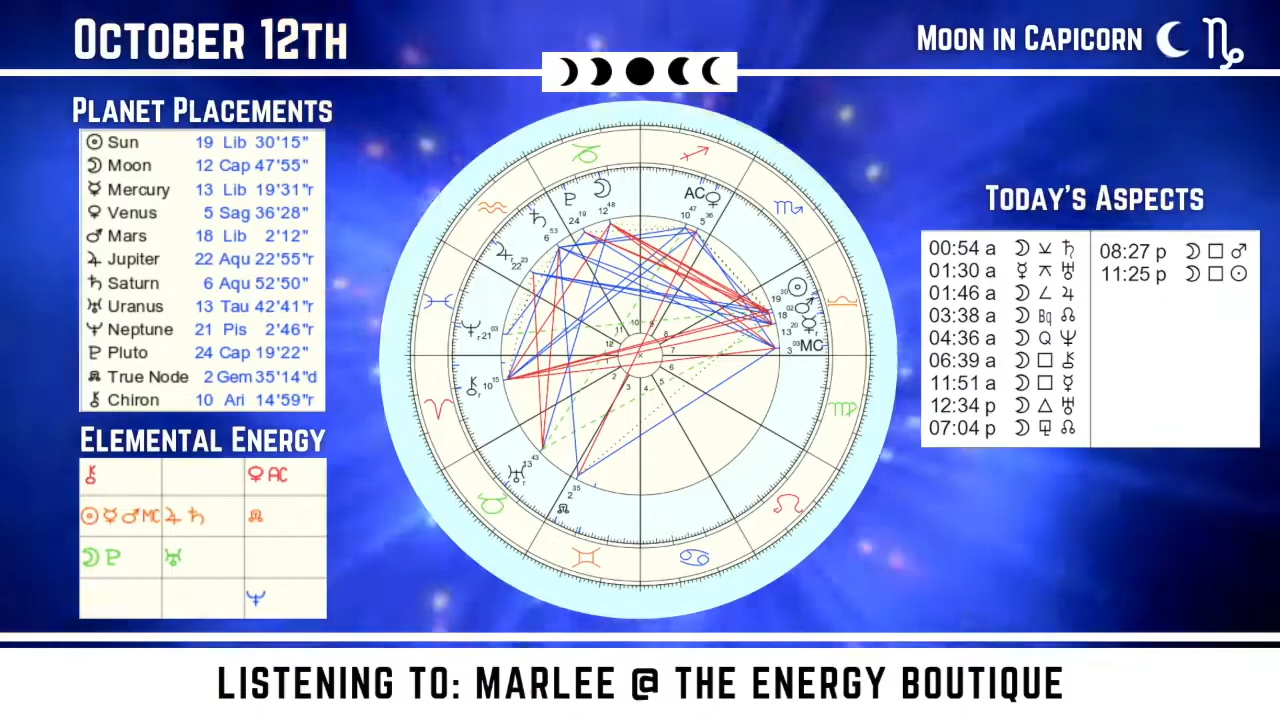 October 12th
Moon in Capicorn
Planet Placements
Sun 19 Lib 30'15"
Moon 12 Cap 47'55"
Mercury 13 Lib 19'31"r
Venus 5 Sag 36'28"
Mars 18 Lib 2'12"
Jupiter 22 Aqu 22'55"r
Saturn 6 Aqu 52'50"
Uranus 13 Tau 42'41"r
Neptune 21 Pis 2'46"r
Pluto 24 Cap 19'22"
True Node 2 Gem 35'14"d
Chiron 10 Ari 14'59"r
Elemental Energy
AC
MC
AC
MC
Today's Aspects
00:54 a
01:30 a
01:46 a
03:38 a Bq
04:36 a Q
06:39 a
11:51 a
12:34 p
07:04 p
08:27 p
11:25 p
Listening to: Marlee @ The Energy Boutique